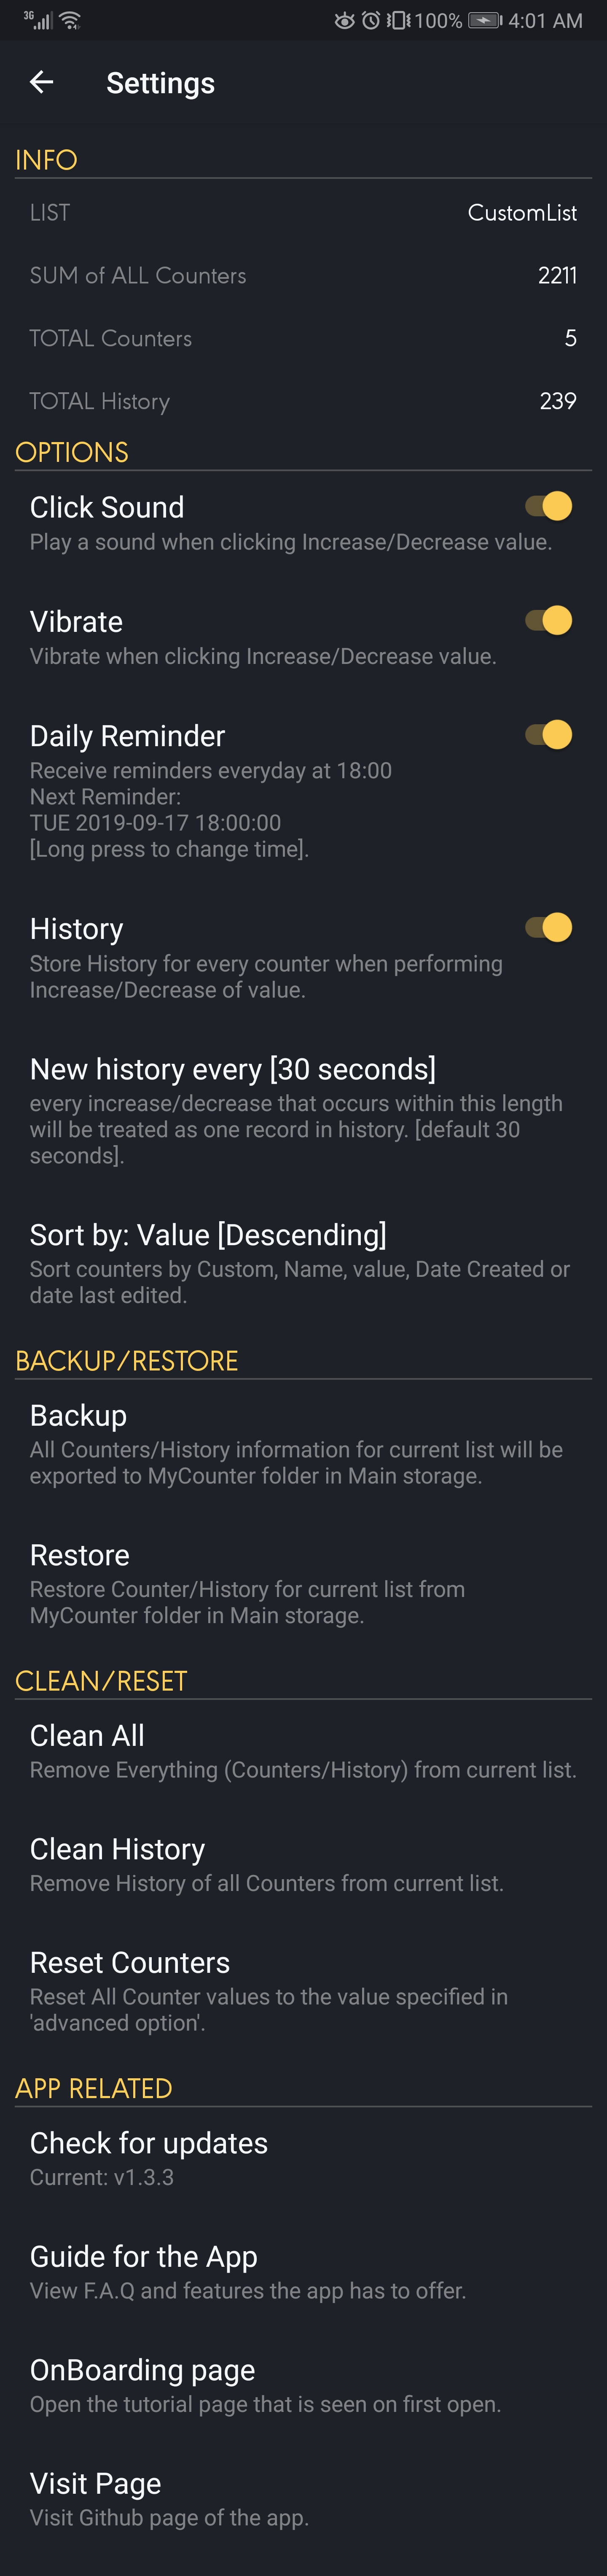 3G 100% 4:01 AM
Settings
INFO
LIST CustomList
SUM of ALL Counters 2211
TOTAL Counters 5
TOTAL History 239
OPTIONS
Click Sound
Play a sound when clicking Increase/Decrease value.
Vibrate
Vibrate when clicking Increase/Decrease value.
Daily Reminder
Receive reminders everyday at 18:00
Next Reminder:
TUE 2019-09-17 18:00:00
[Long press to change time].
History
Store History for every counter when performing
Increase/Decrease of value.
New history every [30 seconds]
every increase/decrease that occurs within this length
will be treated as one record in history. [default 30
seconds].
Sort by: Value [Descending]
Sort counters by Custom, Name, value, Date Created or
date last edited.
BACKUP/RESTORE
Backup
All Counters/History information for current list will be
exported to MyCounter folder in Main storage.
Restore
Restore Counter/History for current list from
MyCounter folder in Main storage.
CLEAN/RESET
Clean All
Remove Everything (Counters/History) from current list.
Clean History
Remove History of all Counters from current list.
Reset Counters
Reset All Counter values to the value specified in
'advanced option'.
APP RELATED
Check for updates
Current: v1.3.3
Guide for the App
View F.A.Q and features the app has to offer.
OnBoarding page
Open the tutorial page that is seen on first open.
Visit Page
Visit Github page of the app.